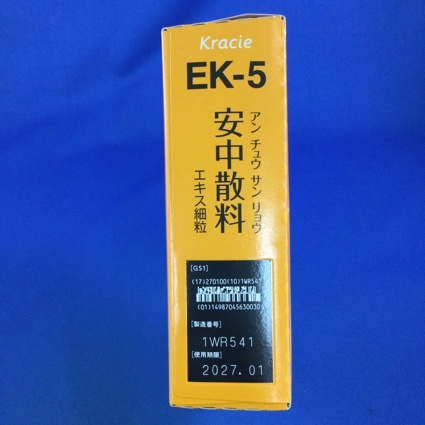 Kracie
EK-5
安中散料
アン チュウ サン リョウ
エキス細粒
[GS1]
(17)270100(10)1WR541
(01)14987045630030
[製造番号]
1WR541
[使用期限]
2027.01